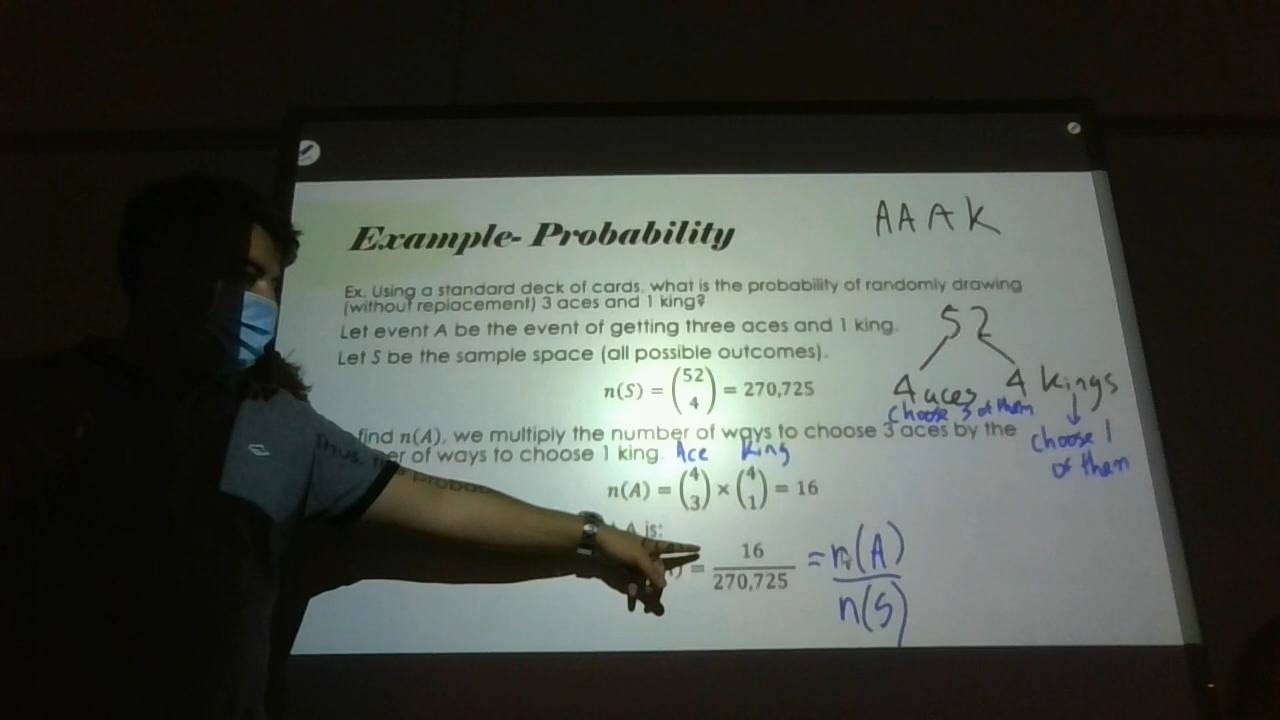 Example- Probability
A A A K
Ex. Using a standard deck of cards, what is the probability of randomly drawing
(without replacement) 3 aces and 1 king?
Let event A be the event of getting three aces and 1 king.
52
Let S be the sample space (all possible outcomes).
n(S) = (52 4) = 270,725
4 aces 4 kings
choose 3 of them
choose 1
of them
find n(A), we multiply the number of ways to choose 3 aces by the
er of ways to choose 1 king.
Ace King
n(A) = (4 3) × (4 1) = 16
Thus,
A is:
= 16 / 270,725 = n(A) / n(S)